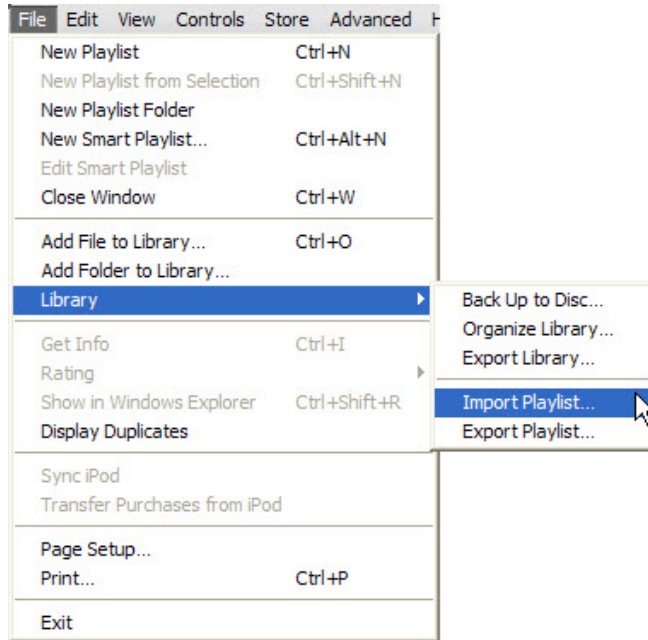 File Edit View Controls Store Advanced
New Playlist Ctrl+N
New Playlist from Selection Ctrl+Shift+N
New Playlist Folder
New Smart Playlist... Ctrl+Alt+N
Edit Smart Playlist
Close Window Ctrl+W
Add File to Library... Ctrl+O
Add Folder to Library...
Library
Get Info Ctrl+I
Rating
Show in Windows Explorer Ctrl+Shift+R
Display Duplicates
Sync iPod
Transfer Purchases from iPod
Page Setup...
Print... Ctrl+P
Exit
Back Up to Disc...
Organize Library...
Export Library...
Import Playlist...
Export Playlist...